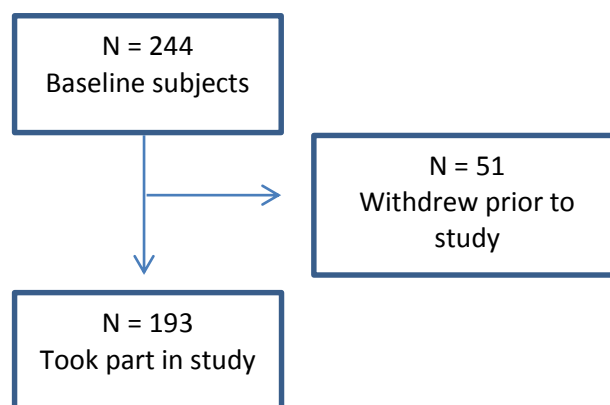 N = 244
Baseline subjects
N = 51
Withdrew prior to
study
N = 193
Took part in study